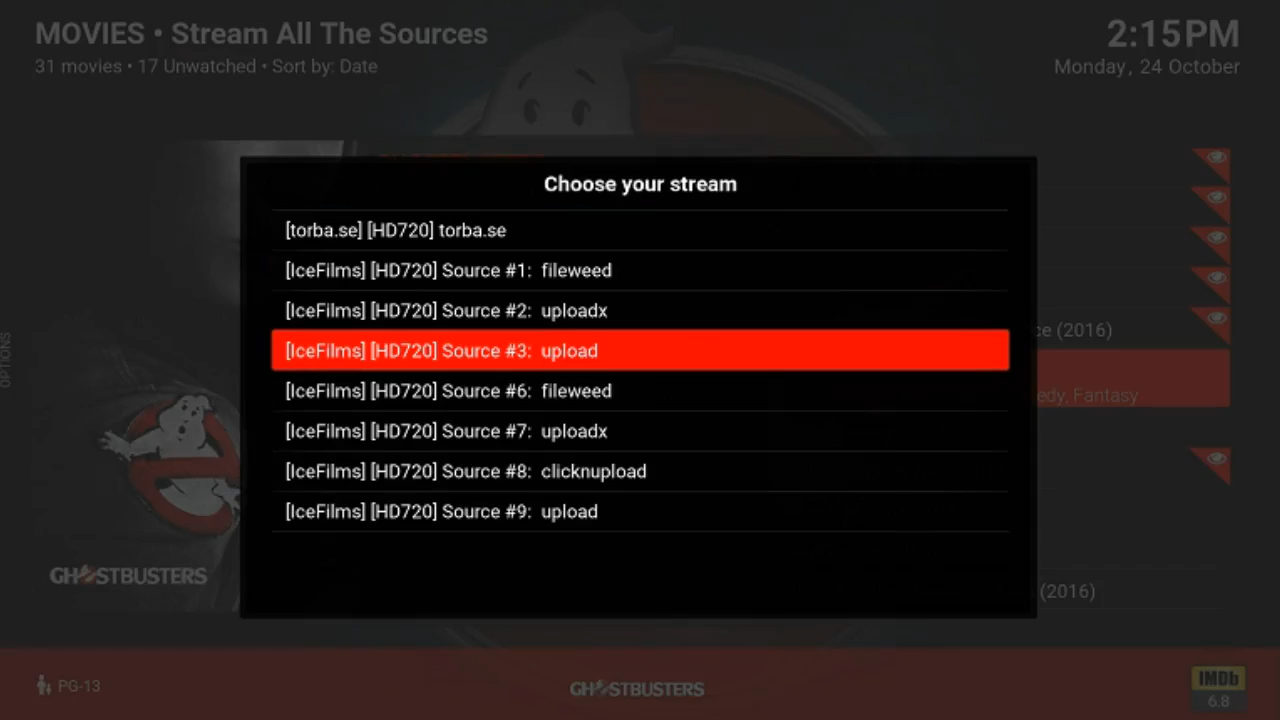 MOVIES • Stream All The Sources
31 movies • 17 Unwatched • Sort by: Date
2:15PM
Monday, 24 October
Choose your stream
[torba.se] [HD720] torba.se
[IceFilms] [HD720] Source #1: fileweed
[IceFilms] [HD720] Source #2: uploadx
[IceFilms] [HD720] Source #3: upload
[IceFilms] [HD720] Source #6: fileweed
[IceFilms] [HD720] Source #7: uploadx
[IceFilms] [HD720] Source #8: clicknupload
[IceFilms] [HD720] Source #9: upload
OPTIONS
(2016)
Fantasy
(2016)
GHOSTBUSTERS
PG-13
GHOSTBUSTERS
IMDb
6.8